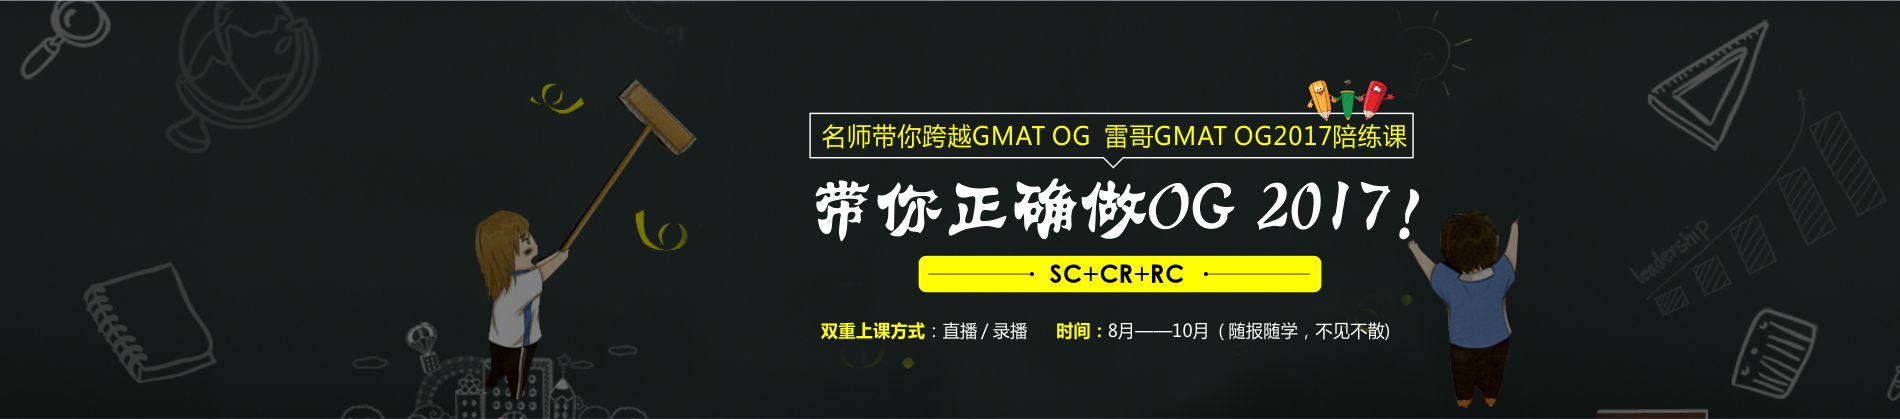 名师带你跨越GMAT OG 雷哥GMAT OG2017陪练课
带你正确做OG 2017!
SC+CR+RC
双重上课方式：直播 / 录播 时间：8月——10月 ( 随报随学，不见不散)
leadership